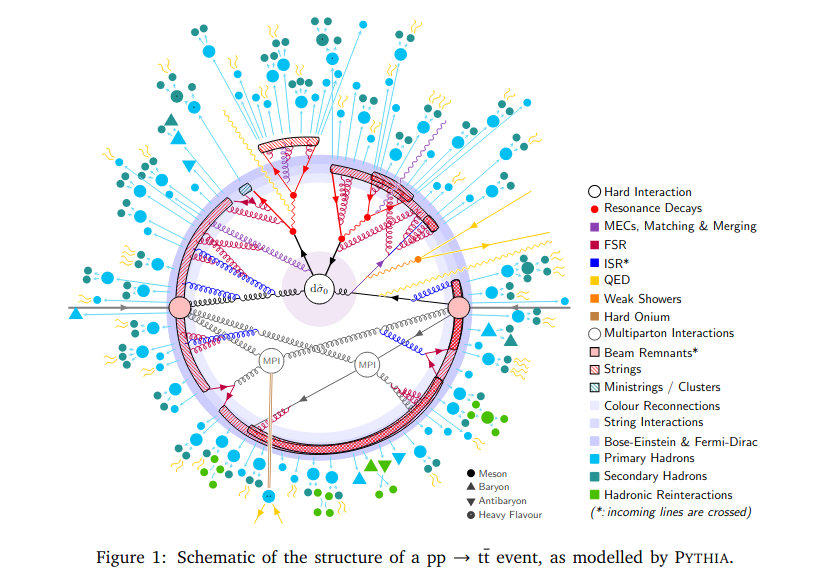 dσ̂₀
MPI
MPI
Hard Interaction
Resonance Decays
MECs, Matching & Merging
FSR
ISR*
QED
Weak Showers
Hard Onium
Multiparton Interactions
Beam Remnants*
Strings
Ministrings / Clusters
Colour Reconnections
String Interactions
Bose-Einstein & Fermi-Dirac
Primary Hadrons
Secondary Hadrons
Hadronic Reinteractions
(*: incoming lines are crossed)
Meson
Baryon
Antibaryon
Heavy Flavour
Figure 1: Schematic of the structure of a pp → tt̄ event, as modelled by PYTHIA.